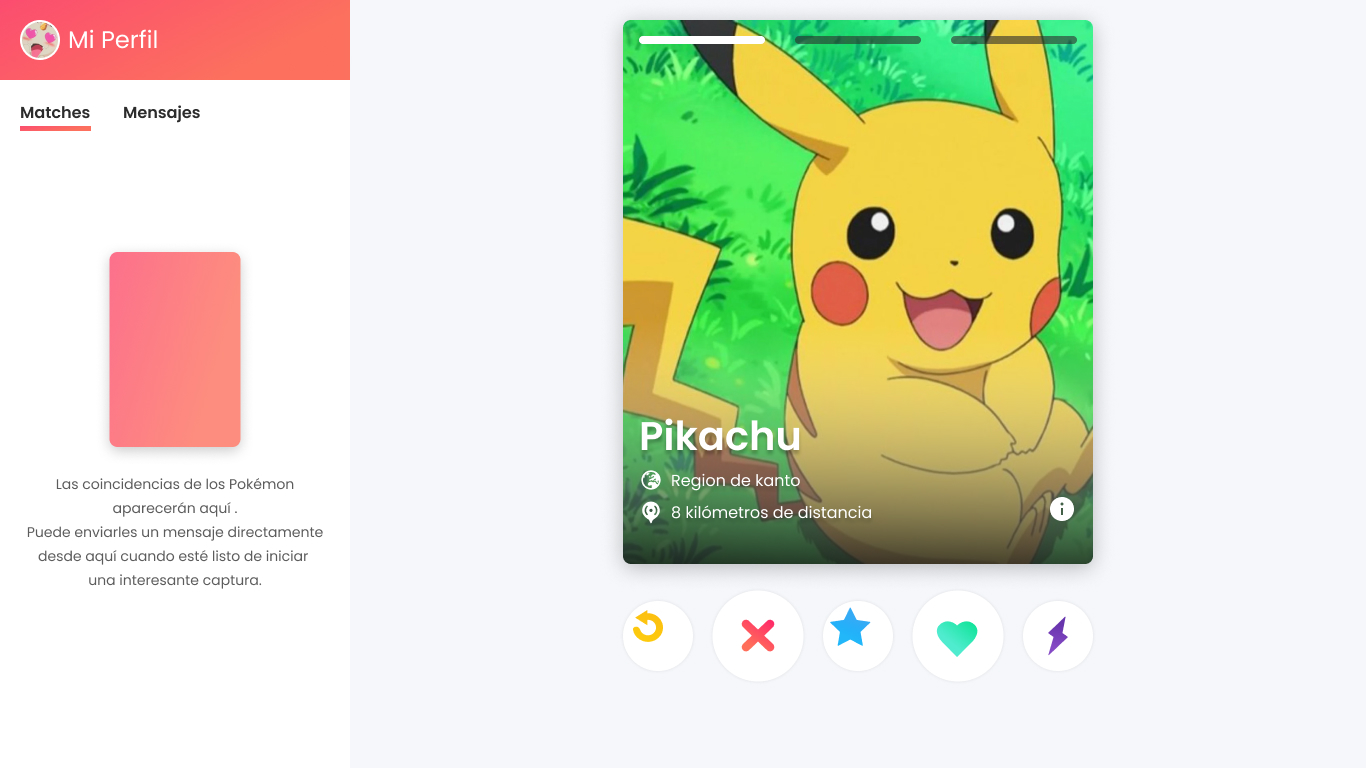 Mi Perfil
Matches
Mensajes
Las coincidencias de los Pokémon
aparecerán aquí .
Puede enviarles un mensaje directamente
desde aquí cuando esté listo de iniciar
una interesante captura.
Pikachu
Region de kanto
8 kilómetros de distancia